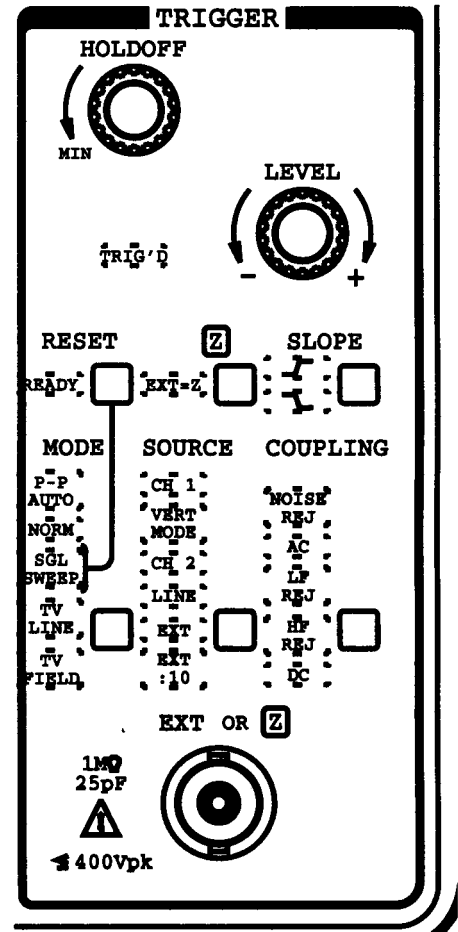 TRIGGER
HOLDOFF
MIN
LEVEL
- +
TRIG'D
RESET Z SLOPE
READY EXT=Z
MODE SOURCE COUPLING
P-P
AUTO
NORM
SGL
SWEEP
TV
LINE
TV
FIELD
CH 1
VERT
MODE
CH 2
LINE
EXT
EXT
:10
NOISE
REJ
AC
LF
REJ
HF
REJ
DC
EXT OR Z
1MΩ
25pF
!
400Vpk